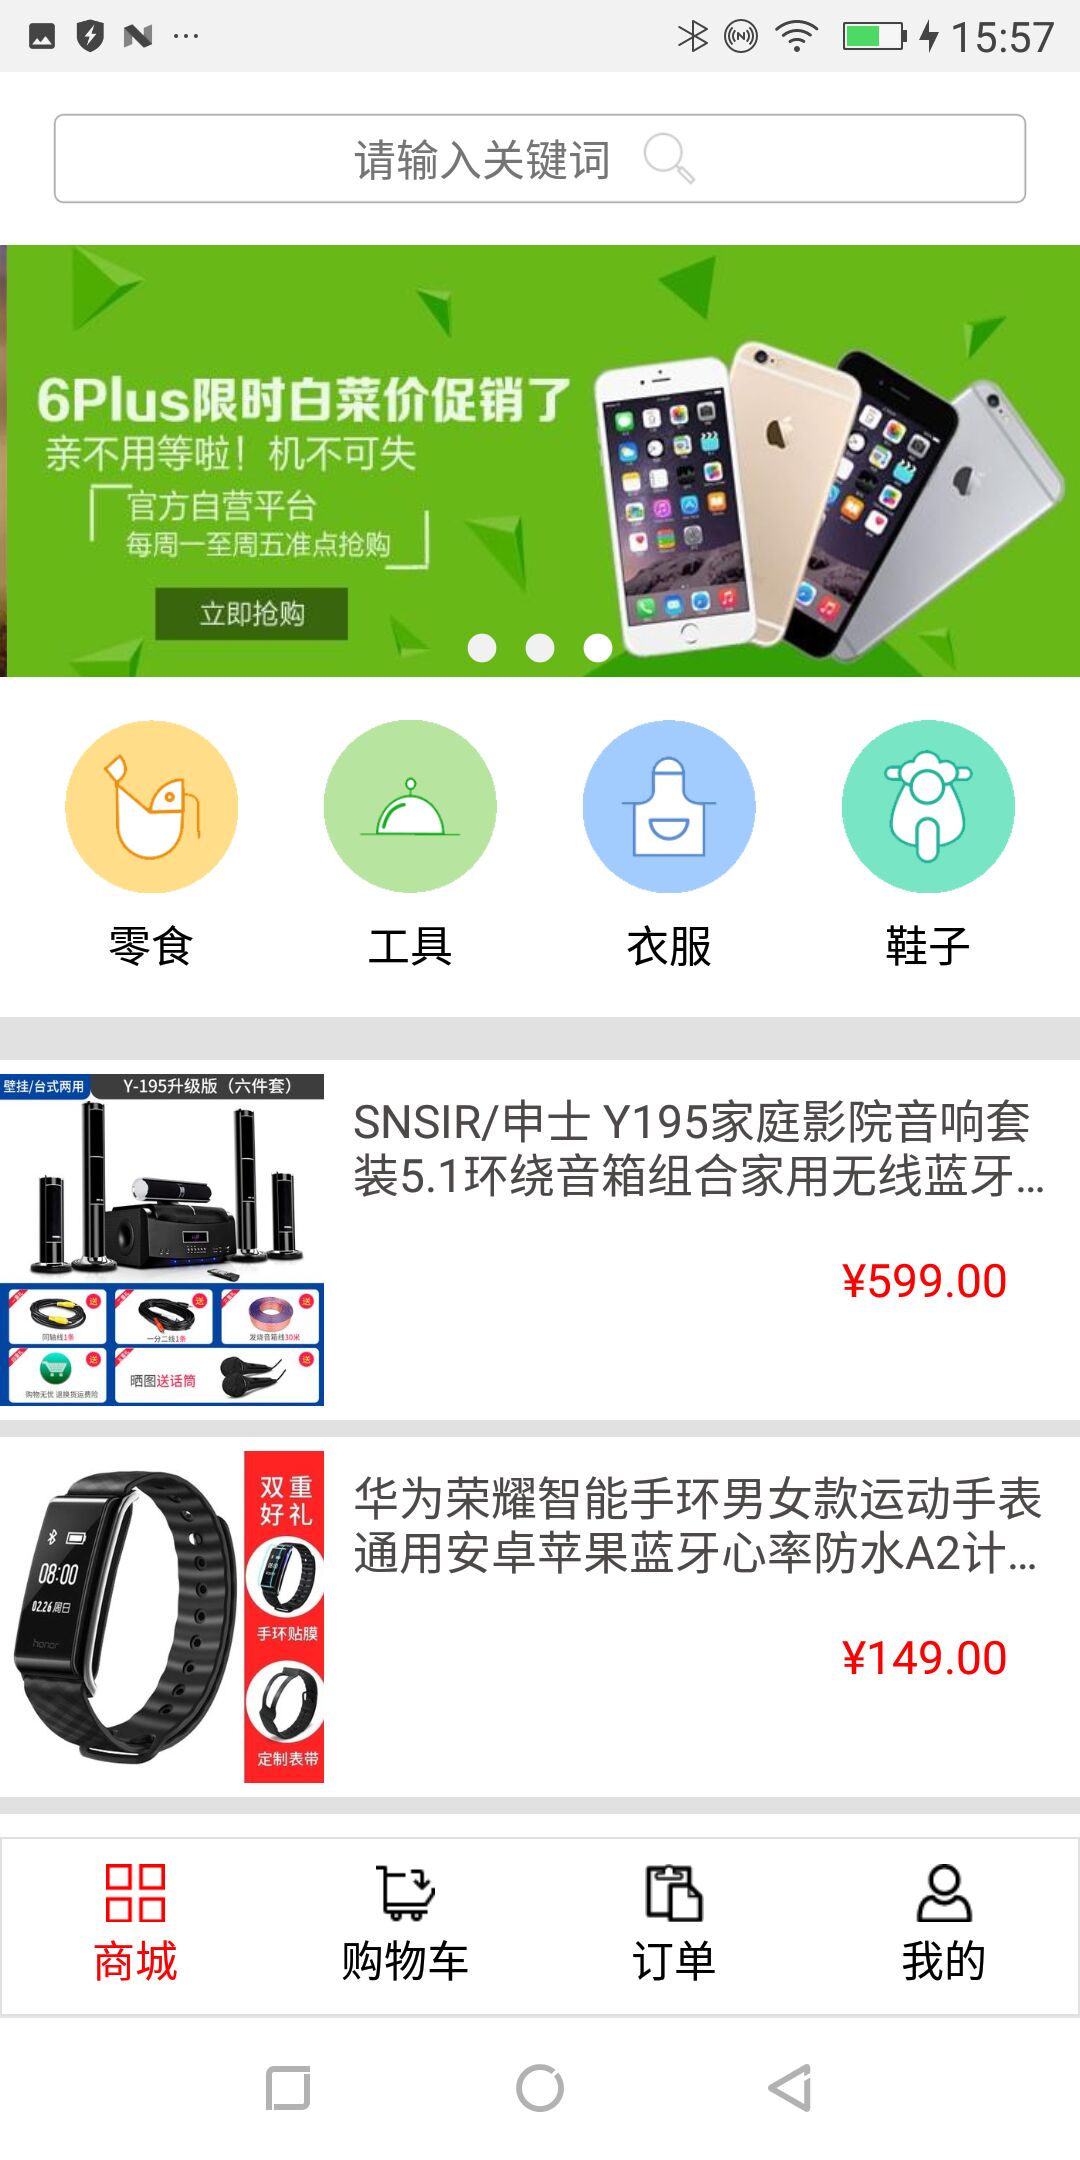 15:57
请输入关键词
6Plus限时白菜价促销了
亲不用等啦！机不可失
官方自营平台
每周一至周五准点抢购
立即抢购
零食
工具
衣服
鞋子
壁挂/台式两用
Y-195升级版（六件套）
同轴线1条
送
一分二线1条
送
发烧音箱线30米
送
购物无忧 退换货运费险
送
晒图送话筒
送
SNSIR/申士 Y195家庭影院音响套
装5.1环绕音箱组合家用无线蓝牙...
¥599.00
08:00
02.26 周日
honor
双重
好礼
手环贴膜
定制表带
华为荣耀智能手环男女款运动手表
通用安卓苹果蓝牙心率防水A2计...
¥149.00
商城
购物车
订单
我的